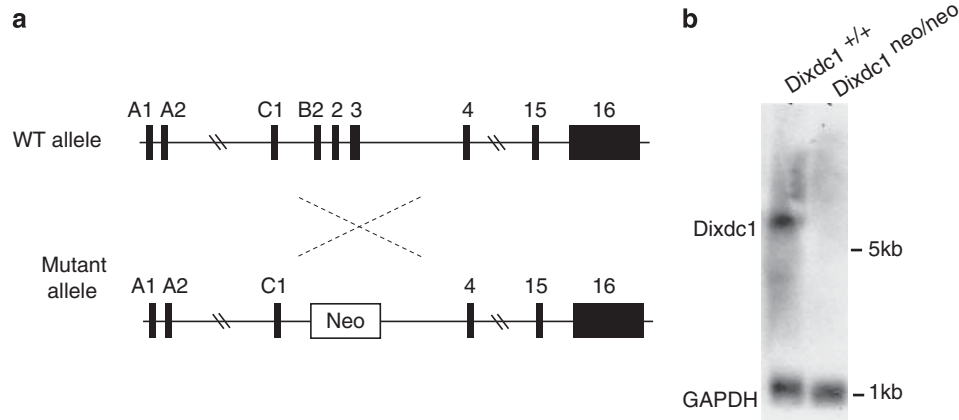 a
A1 A2 C1 B2 2 3 4 15 16
WT allele
Mutant
allele
A1 A2 C1 4 15 16
Neo
b
Dixdc1 +/+
Dixdc1 neo/neo
Dixdc1
5kb
GAPDH
1kb